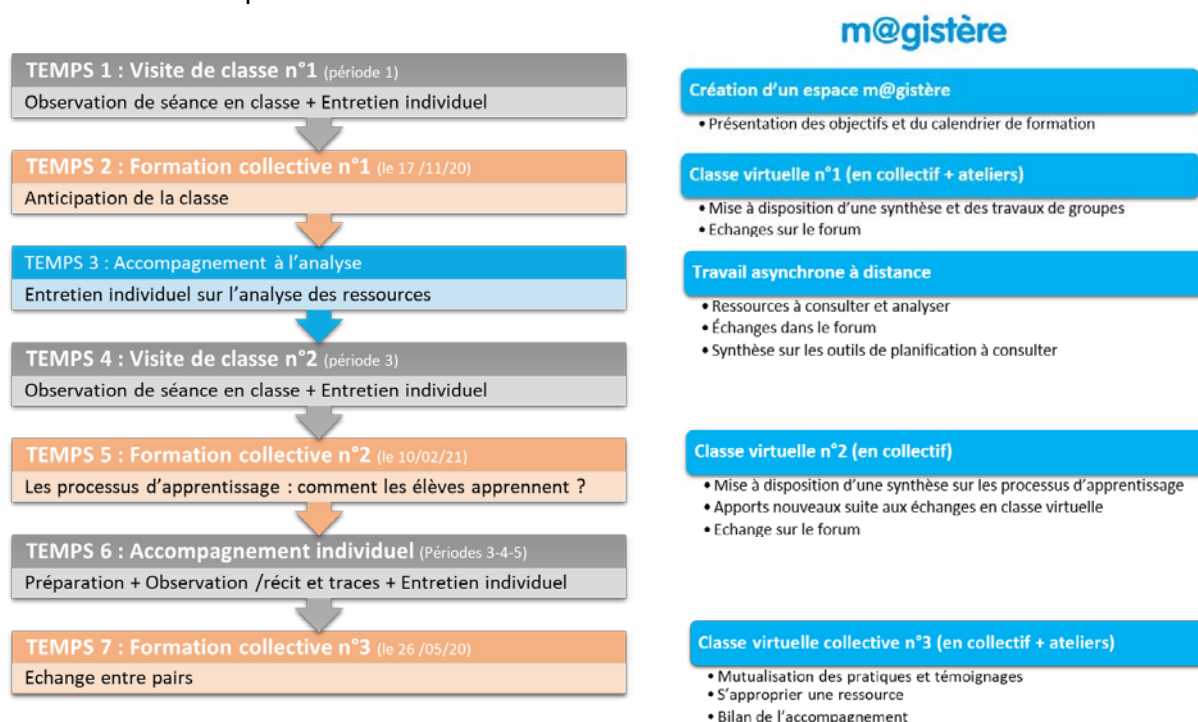 TEMPS 1 : Visite de classe n°1 (période 1)
Observation de séance en classe + Entretien individuel
TEMPS 2 : Formation collective n°1 (le 17 /11/20)
Anticipation de la classe
TEMPS 3 : Accompagnement à l'analyse
Entretien individuel sur l'analyse des ressources
TEMPS 4 : Visite de classe n°2 (période 3)
Observation de séance en classe + Entretien individuel
TEMPS 5 : Formation collective n°2 (le 10/02/21)
Les processus d'apprentissage : comment les élèves apprennent ?
TEMPS 6 : Accompagnement individuel (Périodes 3-4-5)
Préparation + Observation /récit et traces + Entretien individuel
TEMPS 7 : Formation collective n°3 (le 26 /05/20)
Echange entre pairs
m@gistère
Création d'un espace m@gistère
• Présentation des objectifs et du calendrier de formation
Classe virtuelle n°1 (en collectif + ateliers)
• Mise à disposition d'une synthèse et des travaux de groupes
• Echanges sur le forum
Travail asynchrone à distance
• Ressources à consulter et analyser
• Échanges dans le forum
• Synthèse sur les outils de planification à consulter
Classe virtuelle n°2 (en collectif)
• Mise à disposition d'une synthèse sur les processus d'apprentissage
• Apports nouveaux suite aux échanges en classe virtuelle
• Echange sur le forum
Classe virtuelle collective n°3 (en collectif + ateliers)
• Mutualisation des pratiques et témoignages
• S'approprier une ressource
• Bilan de l'accompagnement